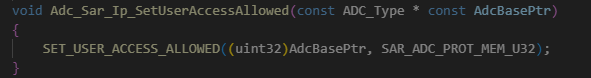 void Adc_Sar_Ip_SetUserAccessAllowed(const ADC_Type * const AdcBasePtr)
{
    SET_USER_ACCESS_ALLOWED((uint32)AdcBasePtr, SAR_ADC_PROT_MEM_U32);
}